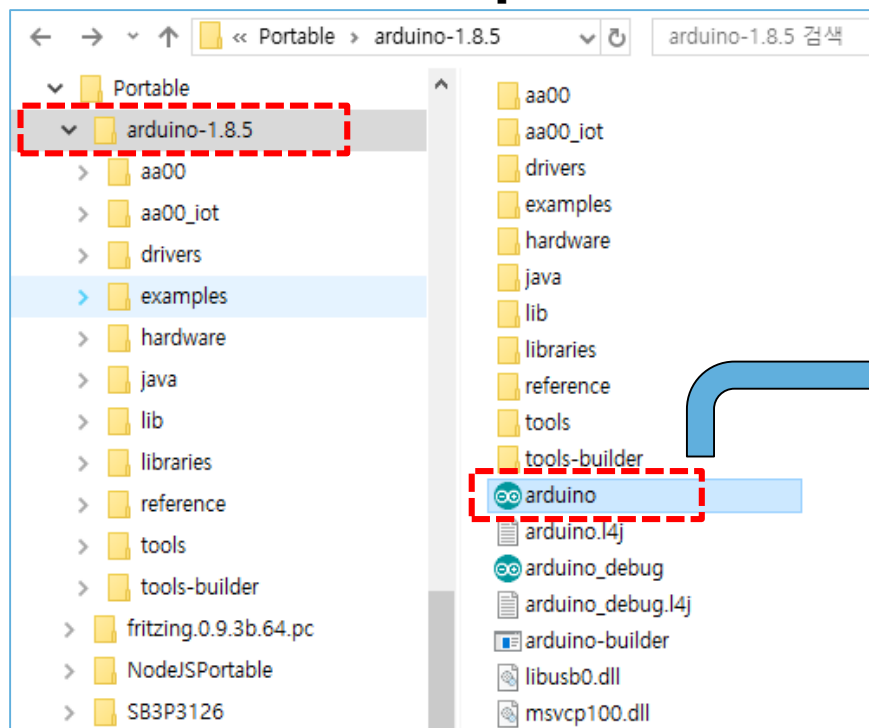 « Portable › arduino-1.8.5
arduino-1.8.5 검색
Portable
arduino-1.8.5
aa00
aa00_iot
drivers
examples
hardware
java
lib
libraries
reference
tools
tools-builder
fritzing.0.9.3b.64.pc
NodeJSPortable
SB3P3126
aa00
aa00_iot
drivers
examples
hardware
java
lib
libraries
reference
tools
tools-builder
arduino
arduino.l4j
arduino_debug
arduino_debug.l4j
arduino-builder
libusb0.dll
msvcp100.dll